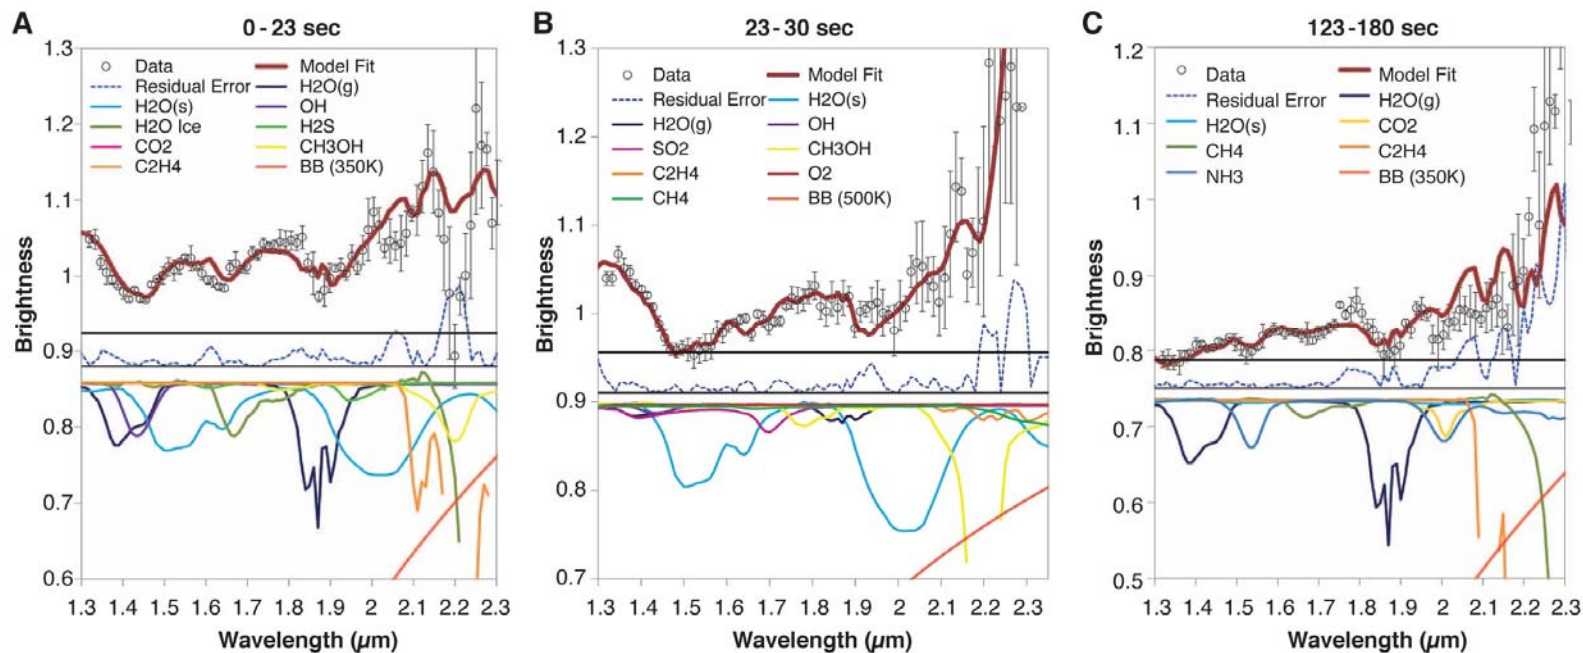 A
0-23 sec
Data
Model Fit
Residual Error
H2O(g)
H2O(s)
OH
H2O Ice
H2S
CO2
CH3OH
C2H4
BB (350K)
Brightness
1.3
1.2
1.1
1
0.9
0.8
0.7
0.6
1.3 1.4 1.5 1.6 1.7 1.8 1.9 2 2.1 2.2 2.3
Wavelength (µm)
B
23-30 sec
Data
Model Fit
Residual Error
H2O(s)
H2O(g)
OH
SO2
CH3OH
C2H4
O2
CH4
BB (500K)
Brightness
1.3
1.2
1.1
1
0.9
0.8
0.7
1.3 1.4 1.5 1.6 1.7 1.8 1.9 2 2.1 2.2 2.3
Wavelength (µm)
C
123-180 sec
Data
Model Fit
Residual Error
H2O(g)
H2O(s)
CO2
CH4
C2H4
NH3
BB (350K)
Brightness
1.2
1.1
1
0.9
0.8
0.7
0.6
0.5
1.3 1.4 1.5 1.6 1.7 1.8 1.9 2 2.1 2.2 2.3
Wavelength (µm)